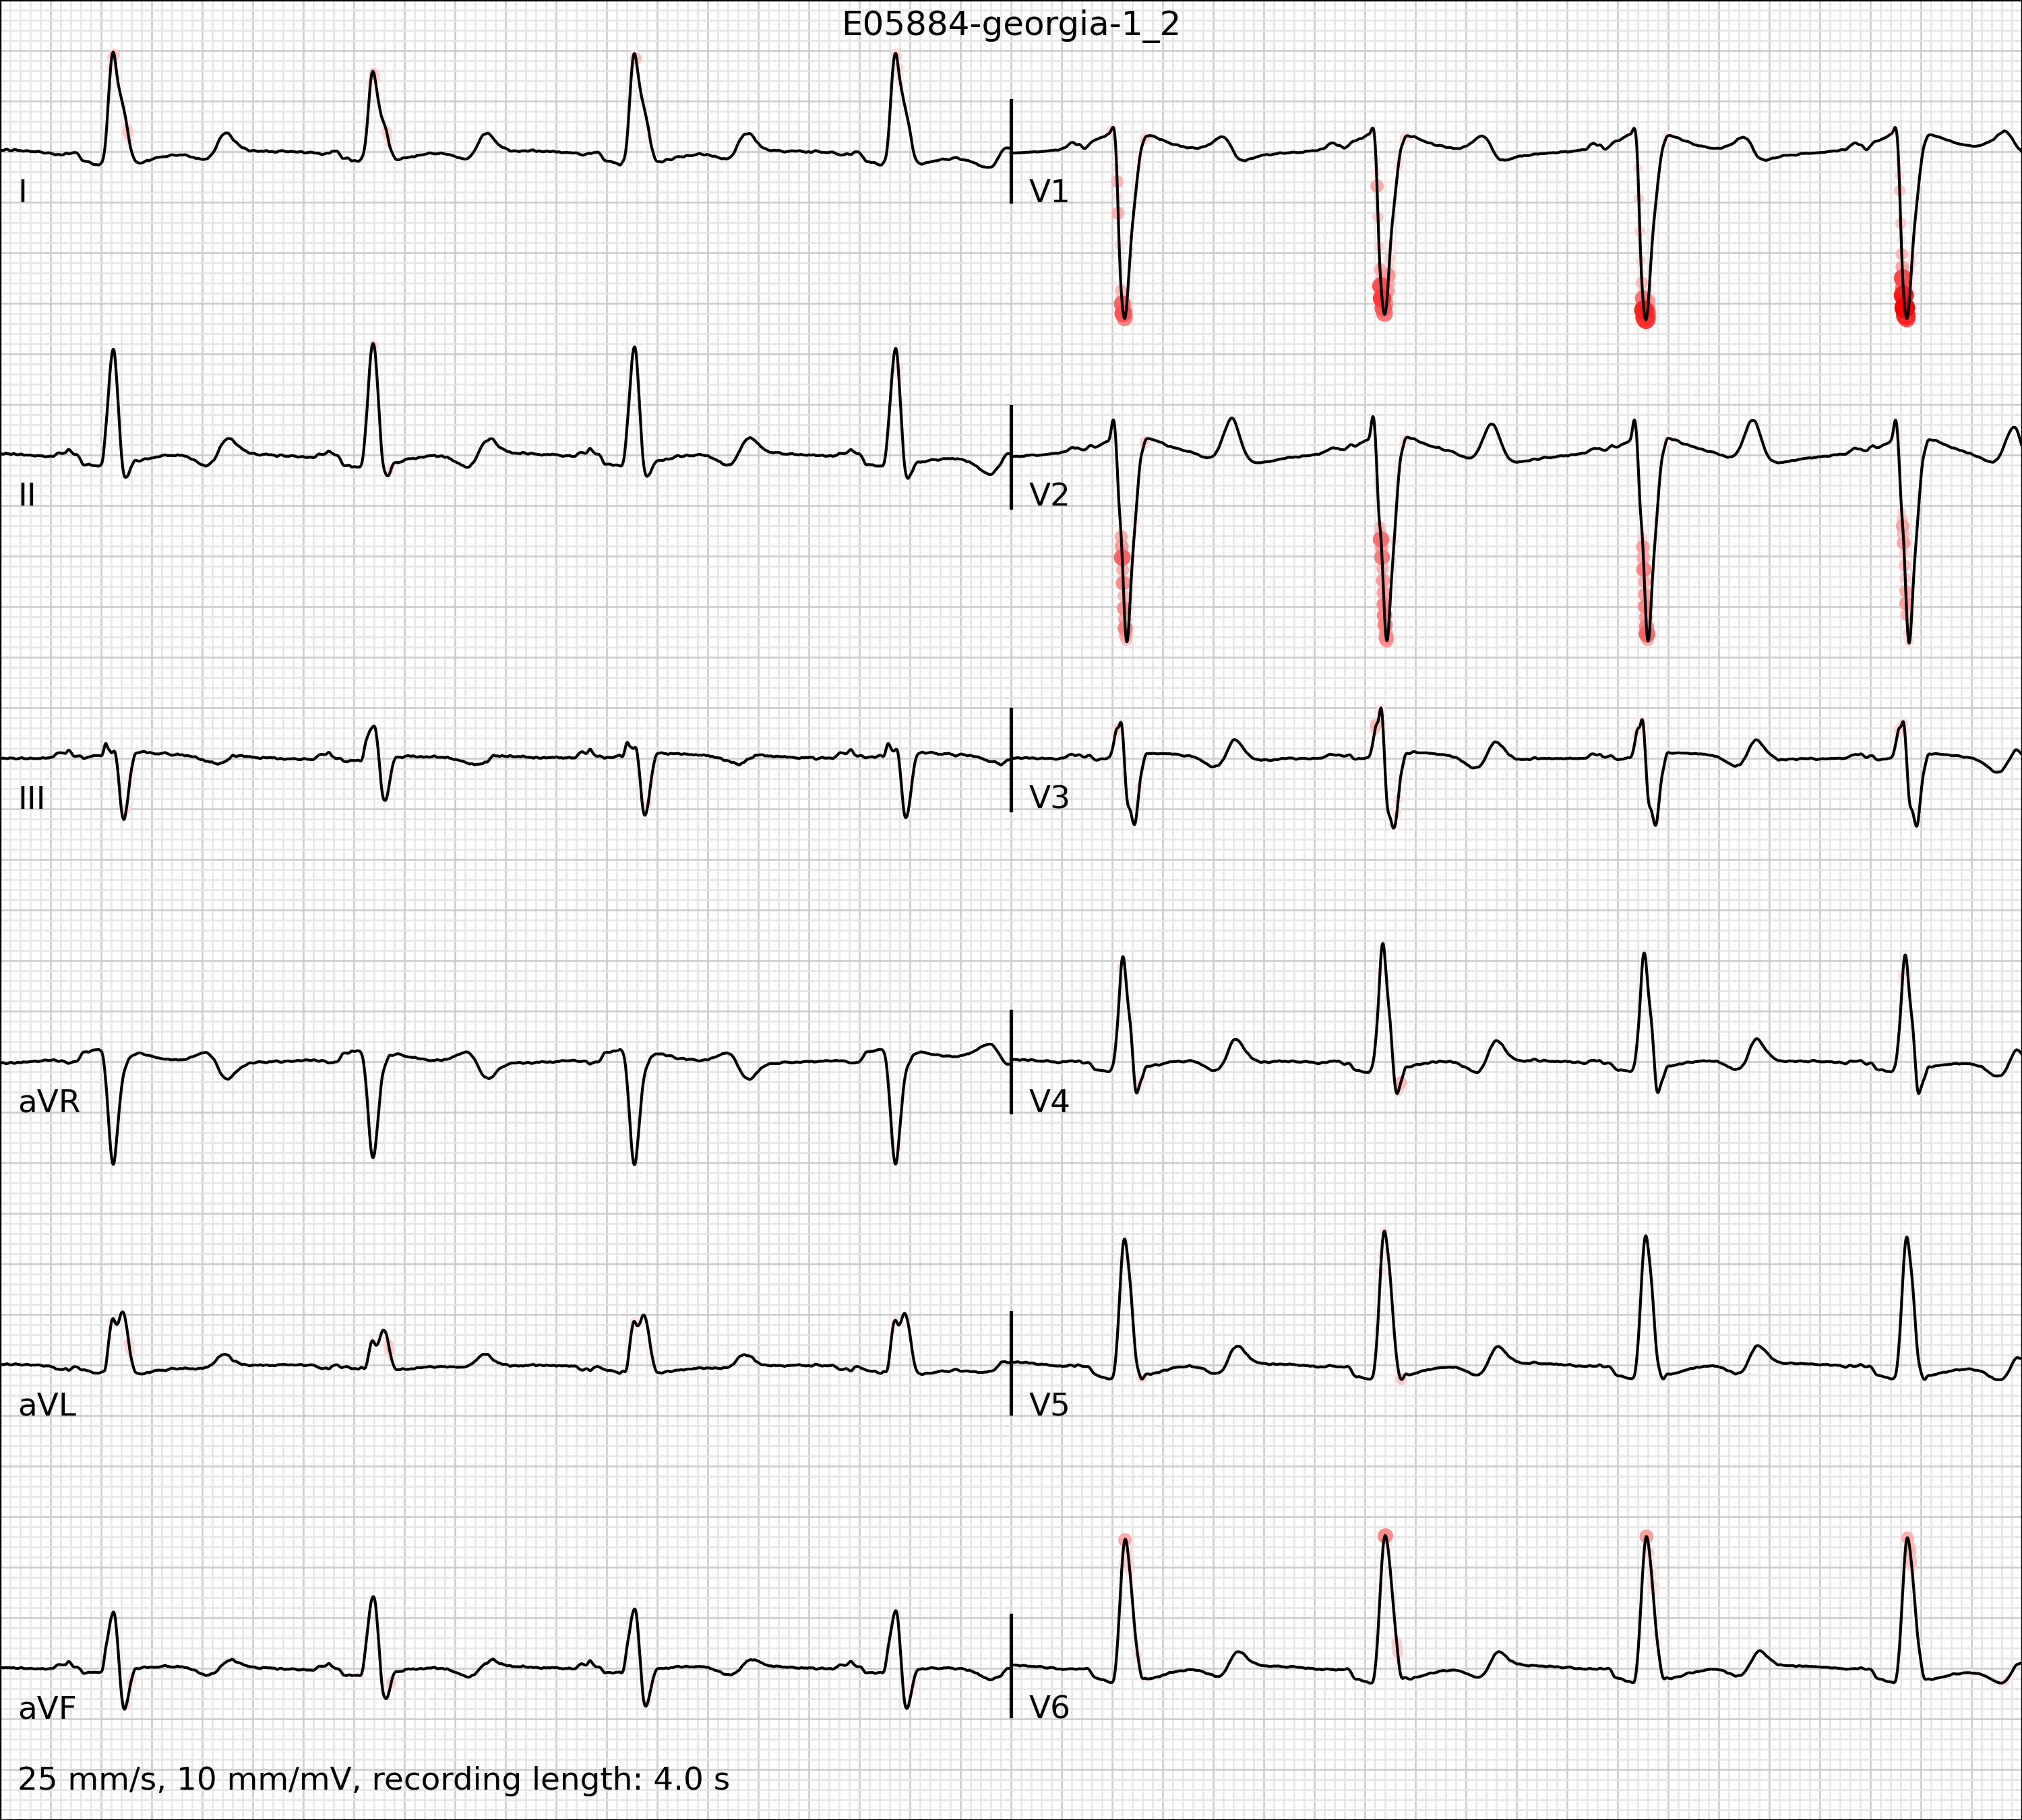 E05884-georgia-1_2
I
V1
II
V2
III
V3
aVR
V4
aVL
V5
aVF
V6
25 mm/s, 10 mm/mV, recording length: 4.0 s